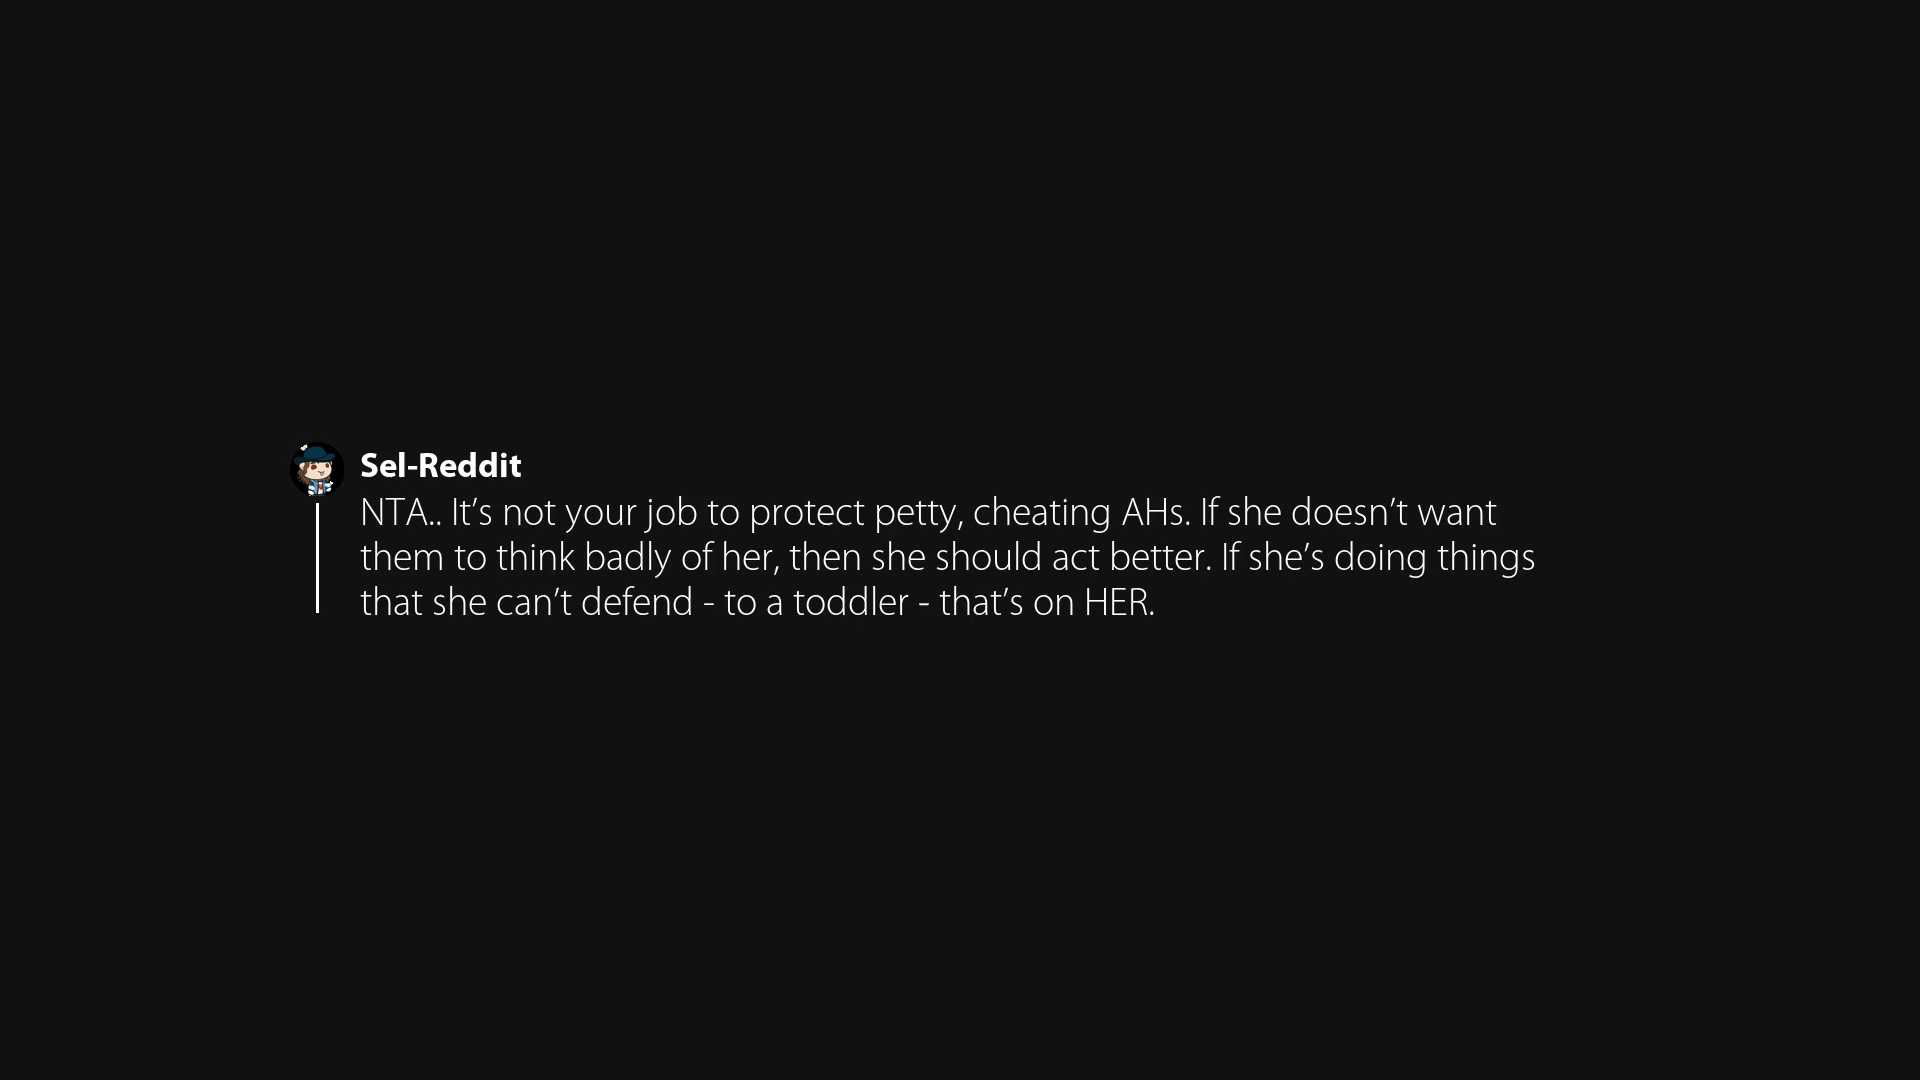 Sel-Reddit
NTA.. It’s not your job to protect petty, cheating AHs. If she doesn’t want
them to think badly of her, then she should act better. If she’s doing things
that she can’t defend - to a toddler - that’s on HER.